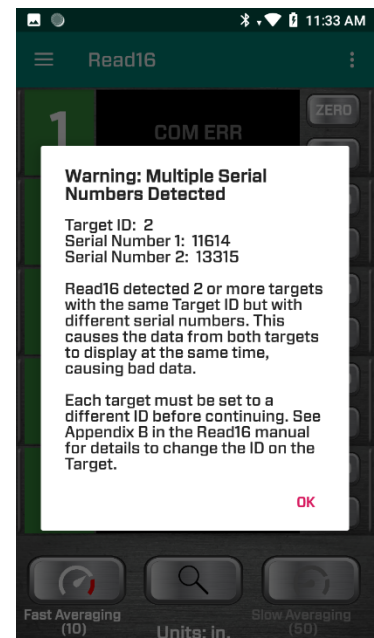 11:33 AM
Read16
1
COM ERR
ZERO
Warning: Multiple Serial
Numbers Detected
Target ID: 2
Serial Number 1: 11614
Serial Number 2: 13315
Read16 detected 2 or more targets
with the same Target ID but with
different serial numbers. This
causes the data from both targets
to display at the same time,
causing bad data.
Each target must be set to a
different ID before continuing. See
Appendix B in the Read16 manual
for details to change the ID on the
Target.
OK
Fast Averaging
(10)
Units: in.
Slow Averaging
(50)